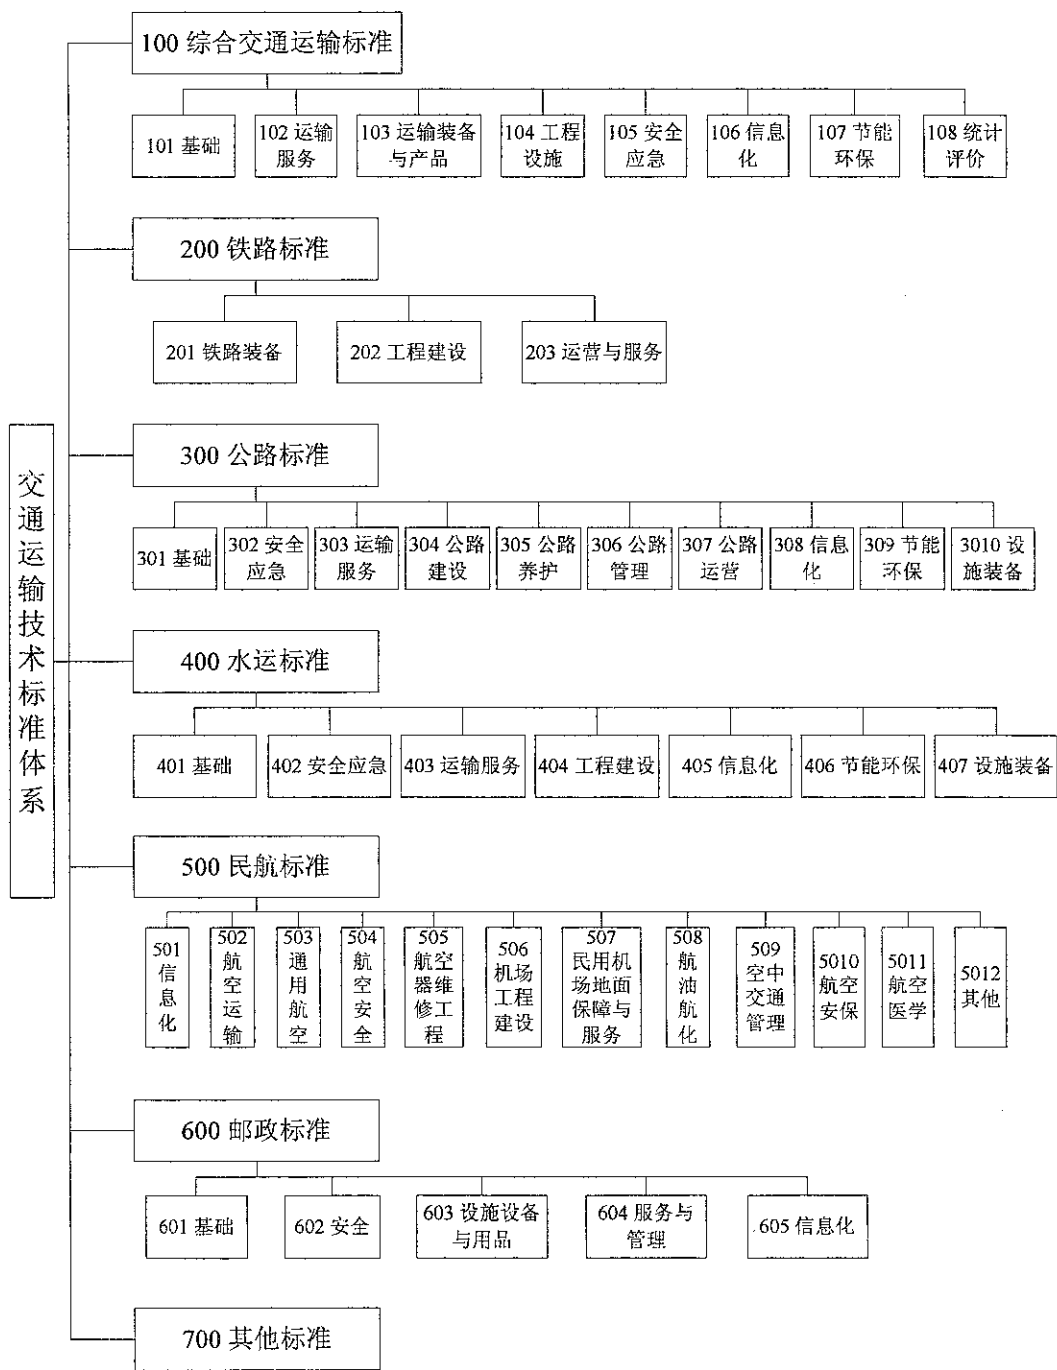 交通运输技术标准体系
100 综合交通运输标准
101 基础
102 运输
服务
103 运输装备
与产品
104 工程
设施
105 安全
应急
106 信息
化
107 节能
环保
108 统计
评价
200 铁路标准
201 铁路装备
202 工程建设
203 运营与服务
300 公路标准
301 基础
302 安全
应急
303 运输
服务
304 公路
建设
305 公路
养护
306 公路
管理
307 公路
运营
308 信息
化
309 节能
环保
3010 设
施装备
400 水运标准
401 基础
402 安全应急
403 运输服务
404 工程建设
405 信息化
406 节能环保
407 设施装备
500 民航标准
501
信
息
化
502
航
空
运
输
503
通
用
航
空
504
航
空
安
全
505
航空
器维
修工
程
506
机场
工程
建设
507
民用机
场地面
保障与
服务
508
航
油
航
化
509
空中
交通
管理
5010
航空
安保
5011
航空
医学
5012
其他
600 邮政标准
601 基础
602 安全
603 设施设备
与用品
604 服务与
管理
605 信息化
700 其他标准